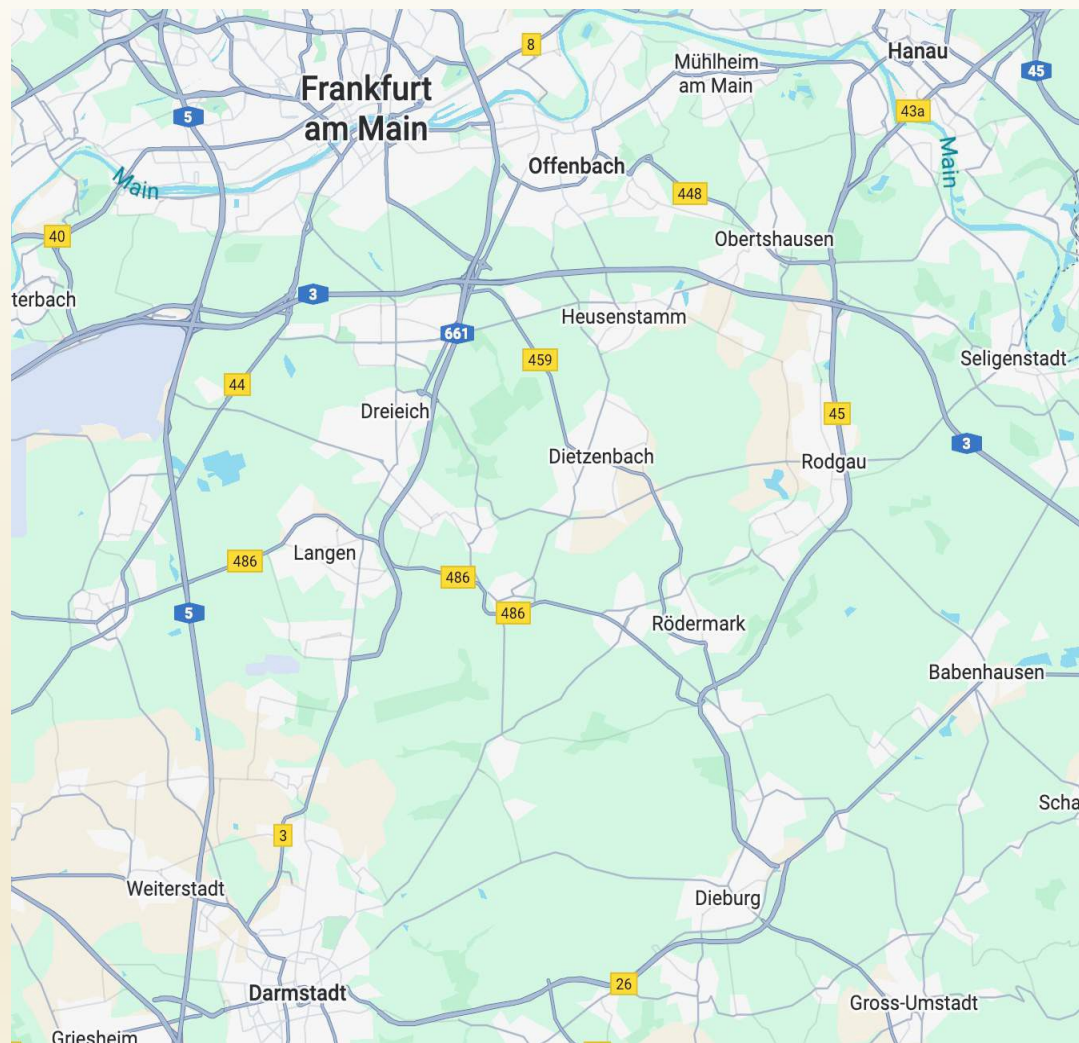 8
Hanau
Mühlheim
am Main
45
Frankfurt
am Main
5
43a
Main
Offenbach
Main
448
40
Obertshausen
terbach
3
Heusenstamm
661
459
Seligenstadt
44
Dreieich
45
3
Dietzenbach
Rodgau
Langen
486
486
5
486
Rödermark
Babenhausen
Scha
3
Weiterstadt
Dieburg
26
Darmstadt
Gross-Umstadt
Griesheim